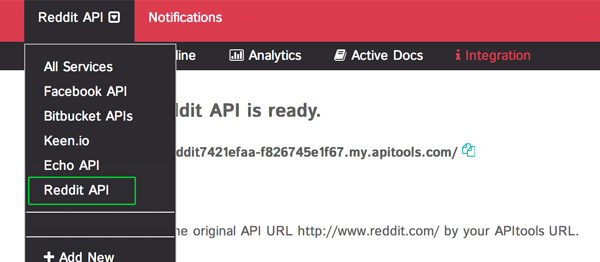 Reddit API Notifications
All Services
line Analytics Active Docs Integration
Facebook API
Bitbucket APIs
ddit API is ready.
Keen.io
ddit7421efaa-f826745e1f67.my.apitools.com/
Echo API
Reddit API
he original API URL http://www.reddit.com/ by your APItools URL.
+ Add New